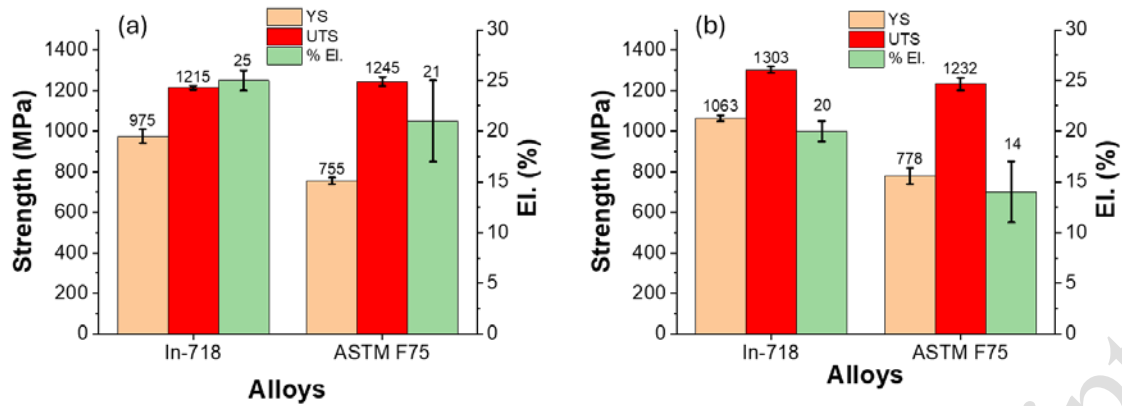 (a)
YS
UTS
% El.
Strength (MPa)
0
200
400
600
800
1000
1200
1400
El. (%)
0
5
10
15
20
25
30
975
1215
25
755
1245
21
In-718
ASTM F75
Alloys
(b)
YS
UTS
% El.
Strength (MPa)
0
200
400
600
800
1000
1200
1400
El. (%)
0
5
10
15
20
25
30
1063
1303
20
778
1232
14
In-718
ASTM F75
Alloys